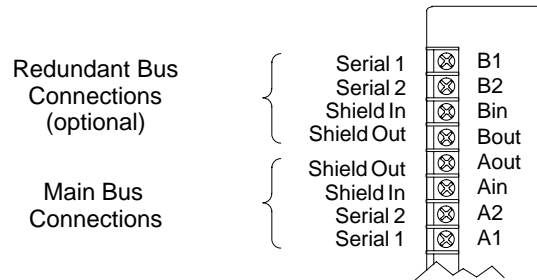 Redundant Bus
Connections
(optional)
Serial 1 B1
Serial 2 B2
Shield In Bin
Shield Out Bout
Main Bus
Connections
Shield Out Aout
Shield In Ain
Serial 2 A2
Serial 1 A1